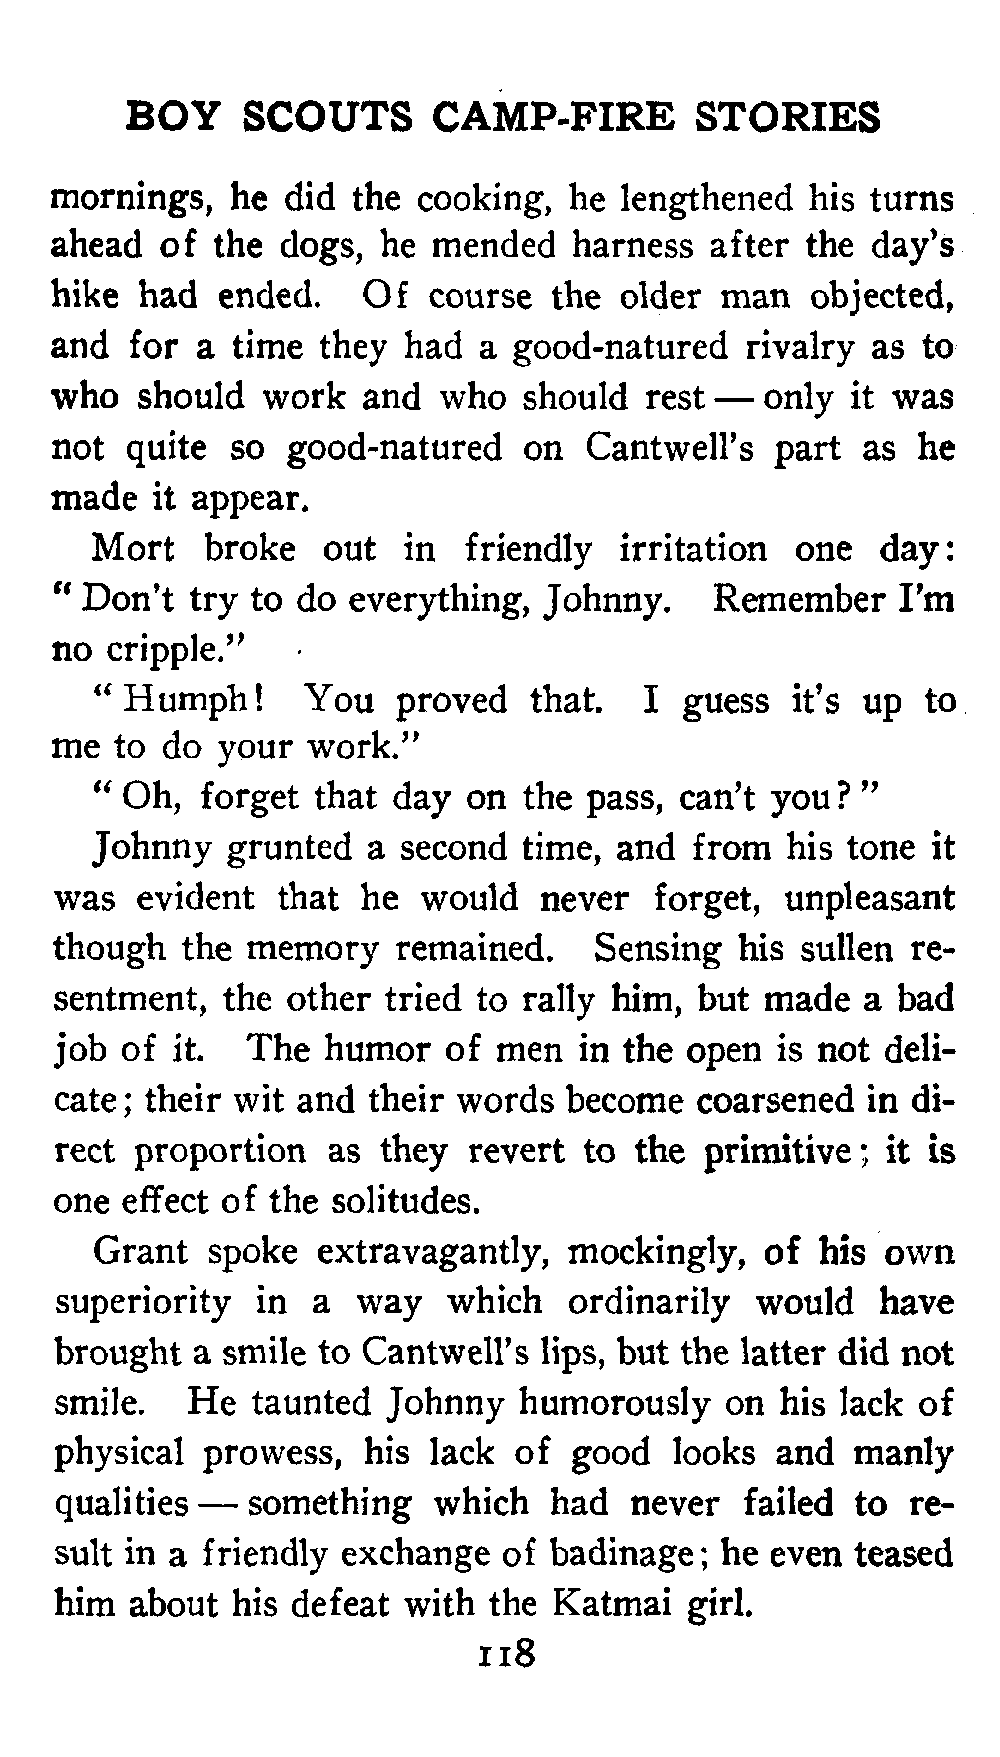 BOY SCOUTS CAMP-FIRE STORIES
mornings, he did the cooking, he lengthened his turns
ahead of the dogs, he mended harness after the day's
hike had ended. Of course the older man objected,
and for a time they had a good-natured rivalry as to
who should work and who should rest — only it was
not quite so good-natured on Cantwell's part as he
made it appear.
Mort broke out in friendly irritation one day:
" Don't try to do everything, Johnny. Remember I'm
no cripple."
" Humph! You proved that. I guess it's up to
me to do your work."
" Oh, forget that day on the pass, can't you? "
Johnny grunted a second time, and from his tone it
was evident that he would never forget, unpleasant
though the memory remained. Sensing his sullen re-
sentment, the other tried to rally him, but made a bad
job of it. The humor of men in the open is not deli-
cate; their wit and their words become coarsened in di-
rect proportion as they revert to the primitive; it is
one effect of the solitudes.
Grant spoke extravagantly, mockingly, of his own
superiority in a way which ordinarily would have
brought a smile to Cantwell's lips, but the latter did not
smile. He taunted Johnny humorously on his lack of
physical prowess, his lack of good looks and manly
qualities — something which had never failed to re-
sult in a friendly exchange of badinage; he even teased
him about his defeat with the Katmai girl.
118